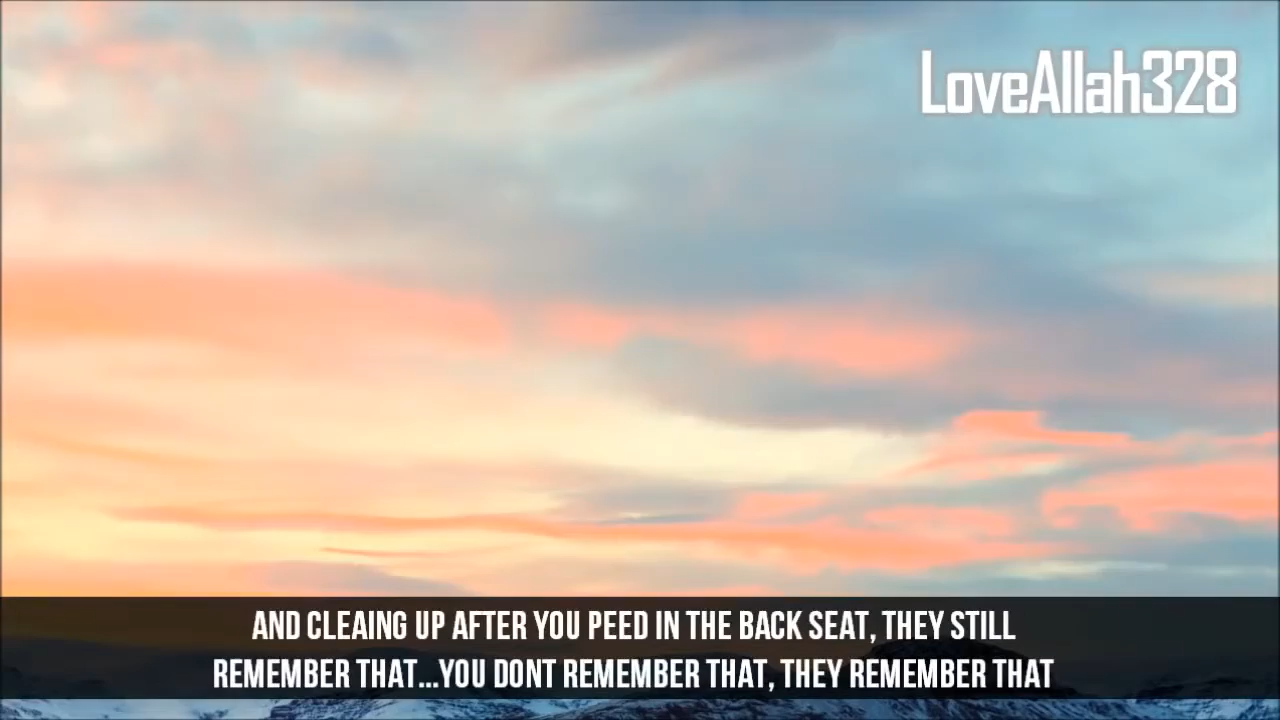 LoveAllah328
AND CLEAING UP AFTER YOU PEED IN THE BACK SEAT, THEY STILL
REMEMBER THAT...YOU DONT REMEMBER THAT, THEY REMEMBER THAT